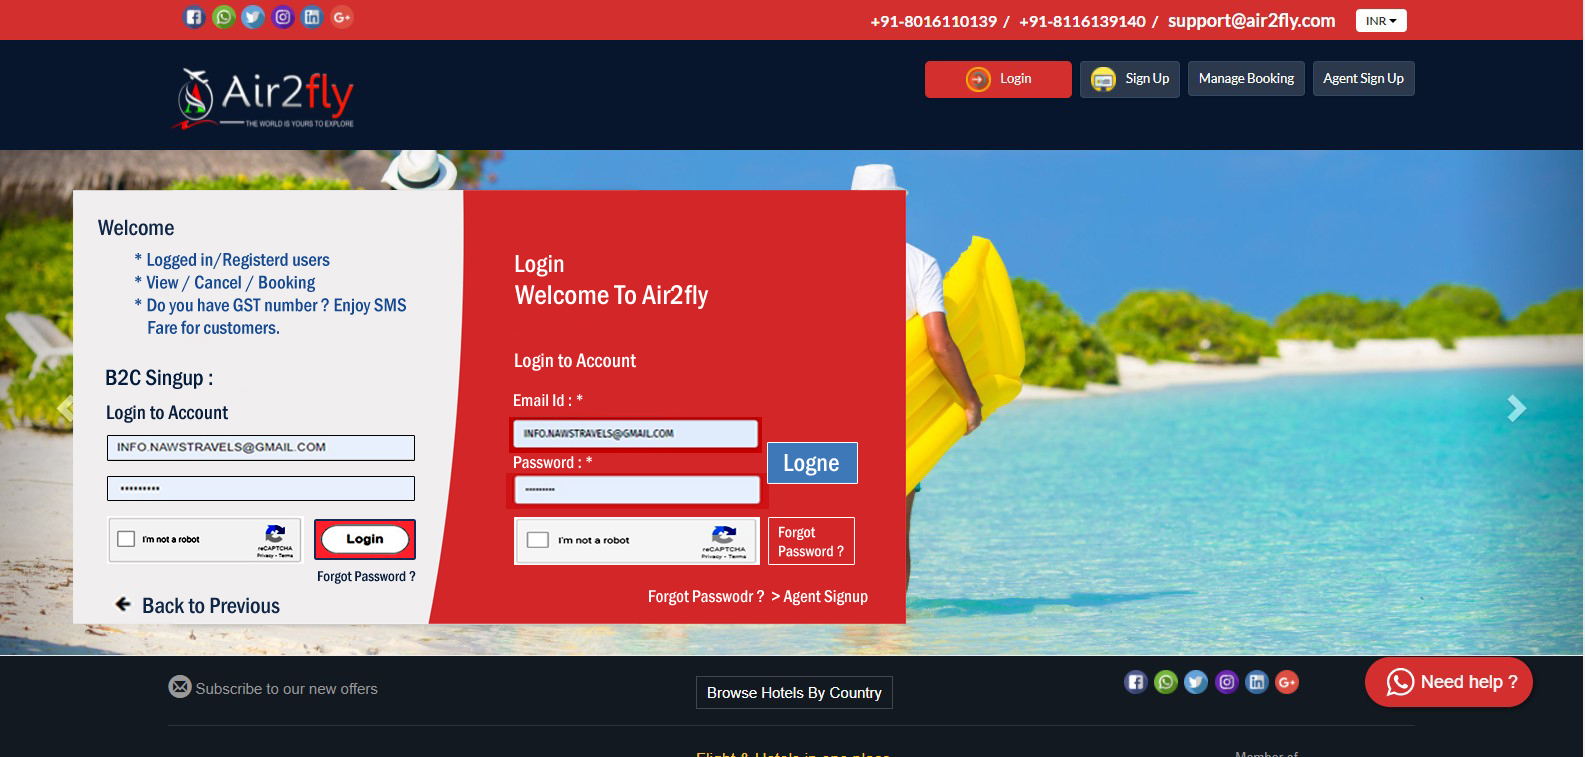 +91-8016110139 / +91-8116139140 / support@air2fly.com INR
Air2fly
THE WORLD IS YOURS TO EXPLORE
Login Sign Up Manage Booking Agent Sign Up
Welcome
* Logged in/Registerd users
* View / Cancel / Booking
* Do you have GST number ? Enjoy SMS
Fare for customers.
B2C Singup :
Login to Account
INFO.NAWSTRAVELS@GMAIL.COM
I'm not a robot
reCAPTCHA
Privacy - Terms
Login
Forgot Password ?
Back to Previous
Login
Welcome To Air2fly
Login to Account
Email Id : *
INFO.NAWSTRAVELS@GMAIL.COM
Password : *
Logne
I'm not a robot
reCAPTCHA
Privacy - Terms
Forgot
Password ?
Forgot Passwodr ? > Agent Signup
Subscribe to our new offers
Browse Hotels By Country
Need help ?
Flight & Hotels in one place
Member of